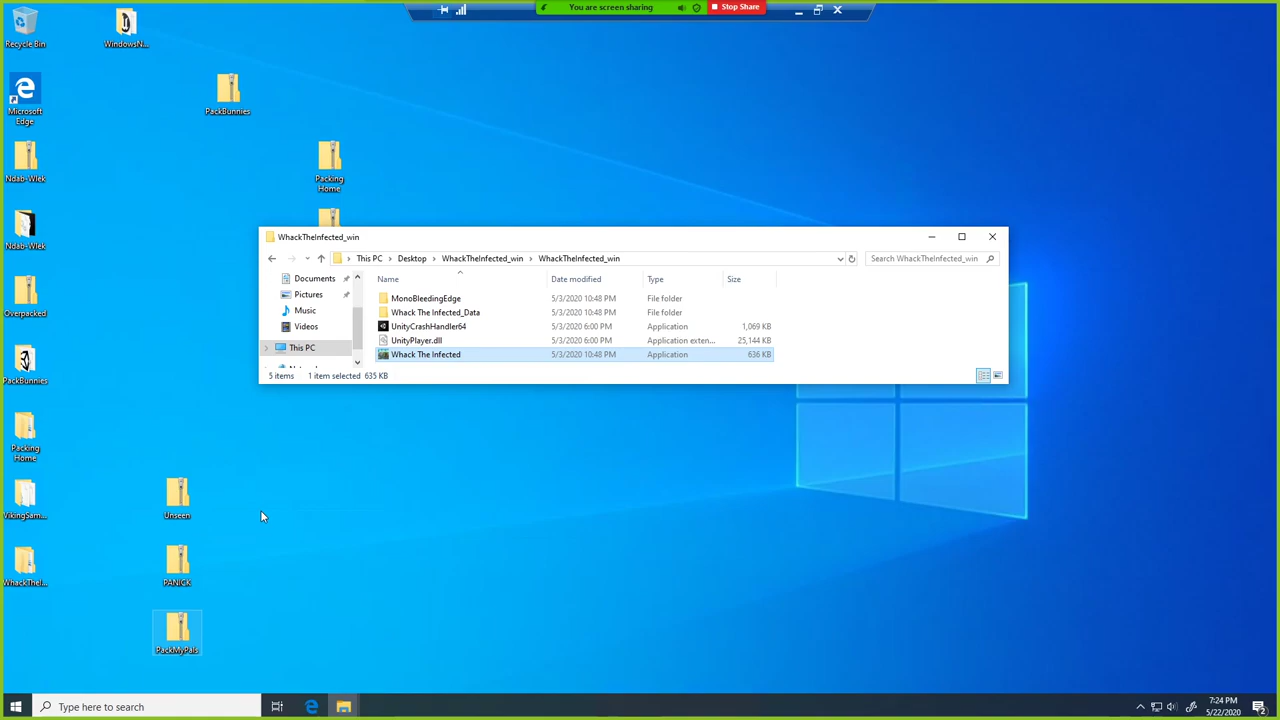 You are screen sharing
Stop Share
Recycle Bin
WindowsN...
PackBunnies
Microsoft
Edge
Ndab-Wlek
Packing
Home
Ndab-Wlek
Overpacked
PackBunnies
Packing
Home
VikingSam...
Unseen
WhackTheI...
PANICK
PackMyPals
WhackTheInfected_win
This PC
Desktop
WhackTheInfected_win
WhackTheInfected_win
Search WhackTheInfected_win
Documents
Pictures
Music
Videos
This PC
Name
Date modified
Type
Size
MonoBleedingEdge
5/3/2020 10:48 PM
File folder
Whack The Infected_Data
5/3/2020 10:48 PM
File folder
UnityCrashHandler64
5/3/2020 6:00 PM
Application
1,069 KB
UnityPlayer.dll
5/3/2020 6:00 PM
Application exten...
25,144 KB
Whack The Infected
5/3/2020 10:48 PM
Application
636 KB
5 items
1 item selected 635 KB
Type here to search
7:24 PM
5/22/2020
2